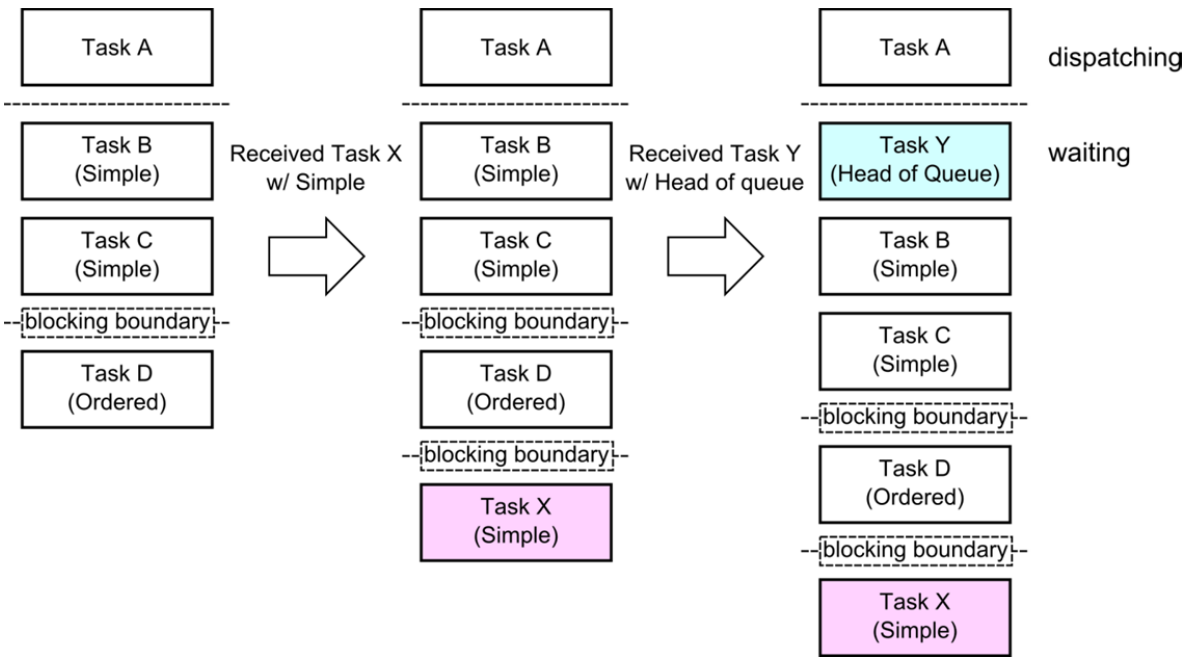 Task A
Task B
(Simple)
Task C
(Simple)
blocking boundary
Task D
(Ordered)
Received Task X
w/ Simple
Task A
Task B
(Simple)
Task C
(Simple)
blocking boundary
Task D
(Ordered)
blocking boundary
Task X
(Simple)
Received Task Y
w/ Head of queue
Task A
Task Y
(Head of Queue)
Task B
(Simple)
Task C
(Simple)
blocking boundary
Task D
(Ordered)
blocking boundary
Task X
(Simple)
dispatching
waiting